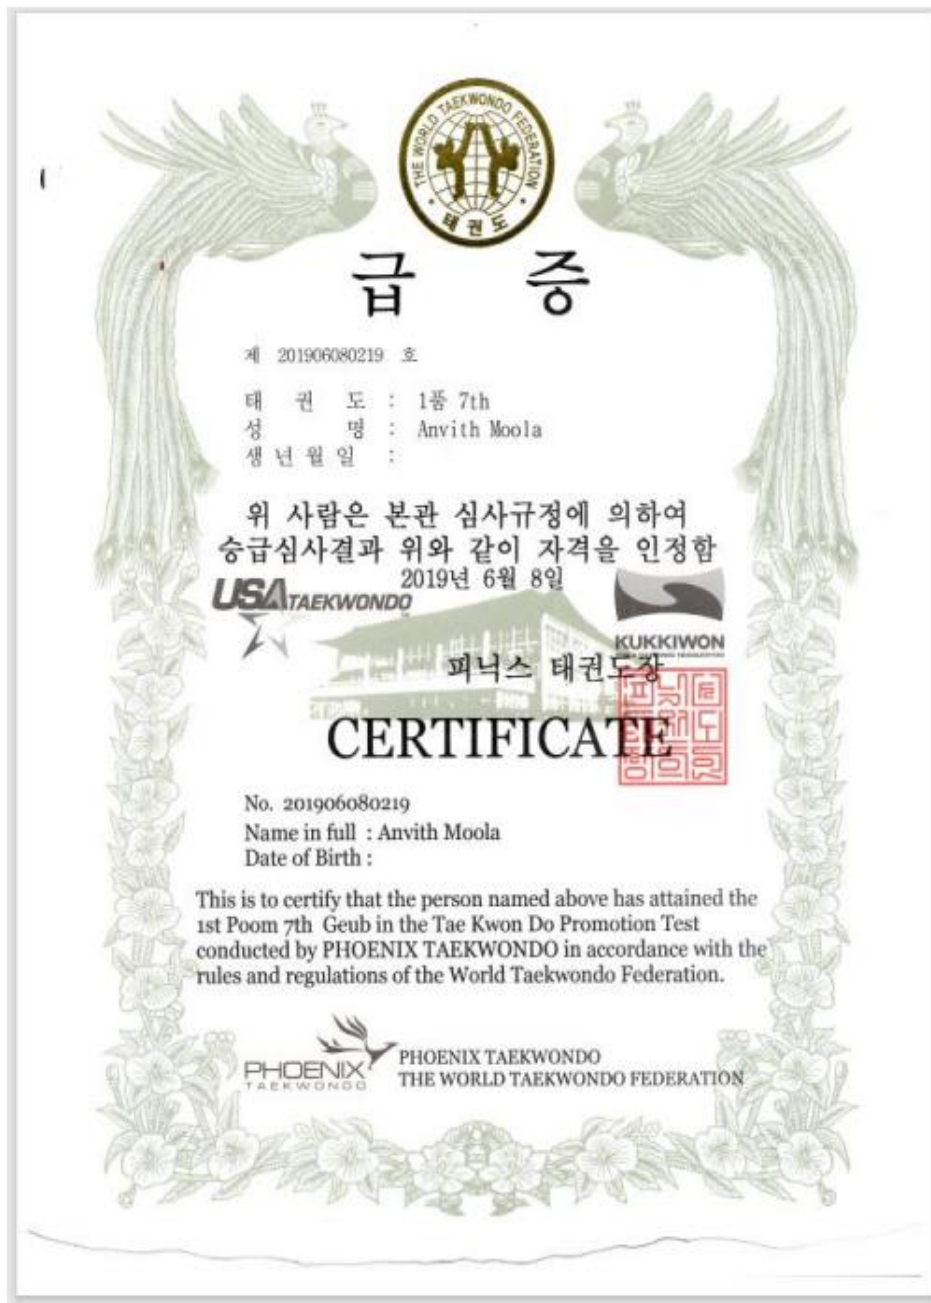 THE WORLD TAEKWONDO FEDERATION
태권도
급 증
제 201906080219 호
태 권 도 : 1품 7th
성 명 : Anvith Moola
생 년 월 일 :
위 사람은 본관 심사규정에 의하여
승급심사결과 위와 같이 자격을 인정함
2019년 6월 8일
USA TAEKWONDO
KUKKIWON
피닉스 태권도장
CERTIFICATE
No. 201906080219
Name in full : Anvith Moola
Date of Birth :
This is to certify that the person named above has attained the
1st Poom 7th Geub in the Tae Kwon Do Promotion Test
conducted by PHOENIX TAEKWONDO in accordance with the
rules and regulations of the World Taekwondo Federation.
PHOENIX
TAEKWONDO
PHOENIX TAEKWONDO
THE WORLD TAEKWONDO FEDERATION